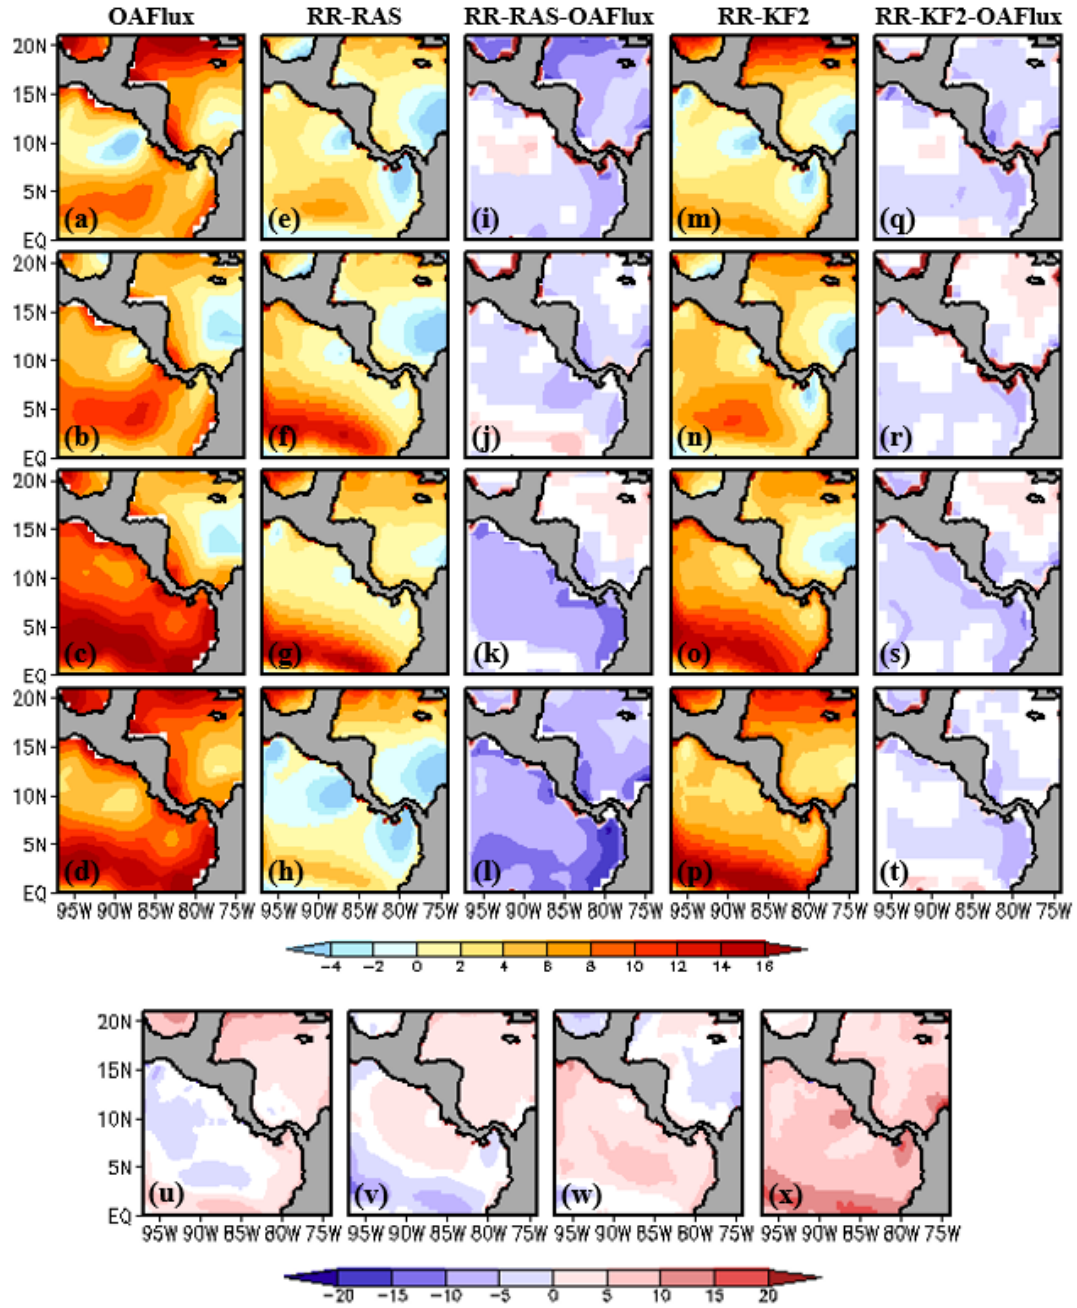 OAFlux RR-RAS RR-RAS-OAFlux RR-KF2 RR-KF2-OAFlux
20N
15N
10N
5N
EQ
(a) (e) (i) (m) (q)
20N
15N
10N
5N
EQ
(b) (f) (j) (n) (r)
20N
15N
10N
5N
EQ
(c) (g) (k) (o) (s)
20N
15N
10N
5N
EQ
(d) (h) (l) (p) (t)
95W 90W 85W 80W 75W 95W 90W 85W 80W 75W 95W 90W 85W 80W 75W 95W 90W 85W 80W 75W 95W 90W 85W 80W 75W
-4 -2 0 2 4 6 8 10 12 14 16
20N
15N
10N
5N
EQ
(u) (v) (w) (x)
95W 90W 85W 80W 75W 95W 90W 85W 80W 75W 95W 90W 85W 80W 75W 95W 90W 85W 80W 75W
-20 -15 -10 -5 0 5 10 15 20